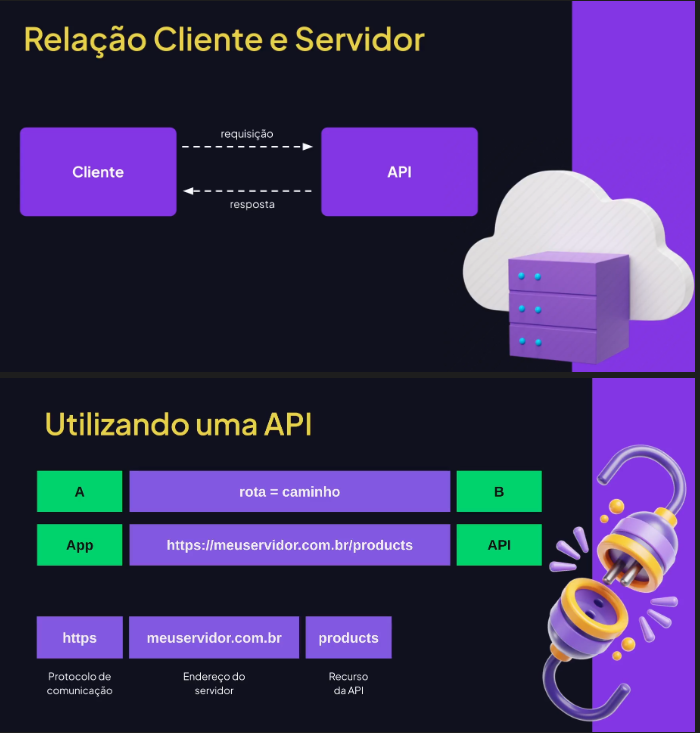 Relação Cliente e Servidor
requisição
Cliente
API
resposta
Utilizando uma API
A
rota = caminho
B
App
https://meuservidor.com.br/products
API
https
meuservidor.com.br
products
Protocolo de
comunicação
Endereço do
servidor
Recurso
da API